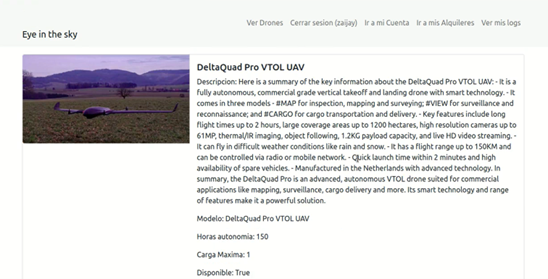 Ver Drones Cerrar sesion (zaijay) Ir a mi Cuenta Ir a mis Alquileres Ver mis logs
Eye in the sky
DeltaQuad Pro VTOL UAV
Descripcion: Here is a summary of the key information about the DeltaQuad Pro VTOL UAV: - It is a
fully autonomous, commercial grade vertical takeoff and landing drone with smart technology. - It
comes in three models - #MAP for inspection, mapping and surveying; #VIEW for surveillance and
reconnaissance; and #CARGO for cargo transportation and delivery. - Key features include long
flight times up to 2 hours, large coverage areas up to 1200 hectares, high resolution cameras up to
61MP, thermal/IR imaging, object following, 1.2KG payload capacity, and live HD video streaming. -
It can fly in difficult weather conditions like rain and snow. - It has a flight range up to 150KM and
can be controlled via radio or mobile network. - Quick launch time within 2 minutes and high
availability of spare vehicles. - Manufactured in the Netherlands with advanced technology. In
summary, the DeltaQuad Pro is an advanced, autonomous VTOL drone suited for commercial
applications like mapping, surveillance, cargo delivery and more. Its smart technology and range
of features make it a powerful solution.
Modelo: DeltaQuad Pro VTOL UAV
Horas autonomia: 150
Carga Maxima: 1
Disponible: True